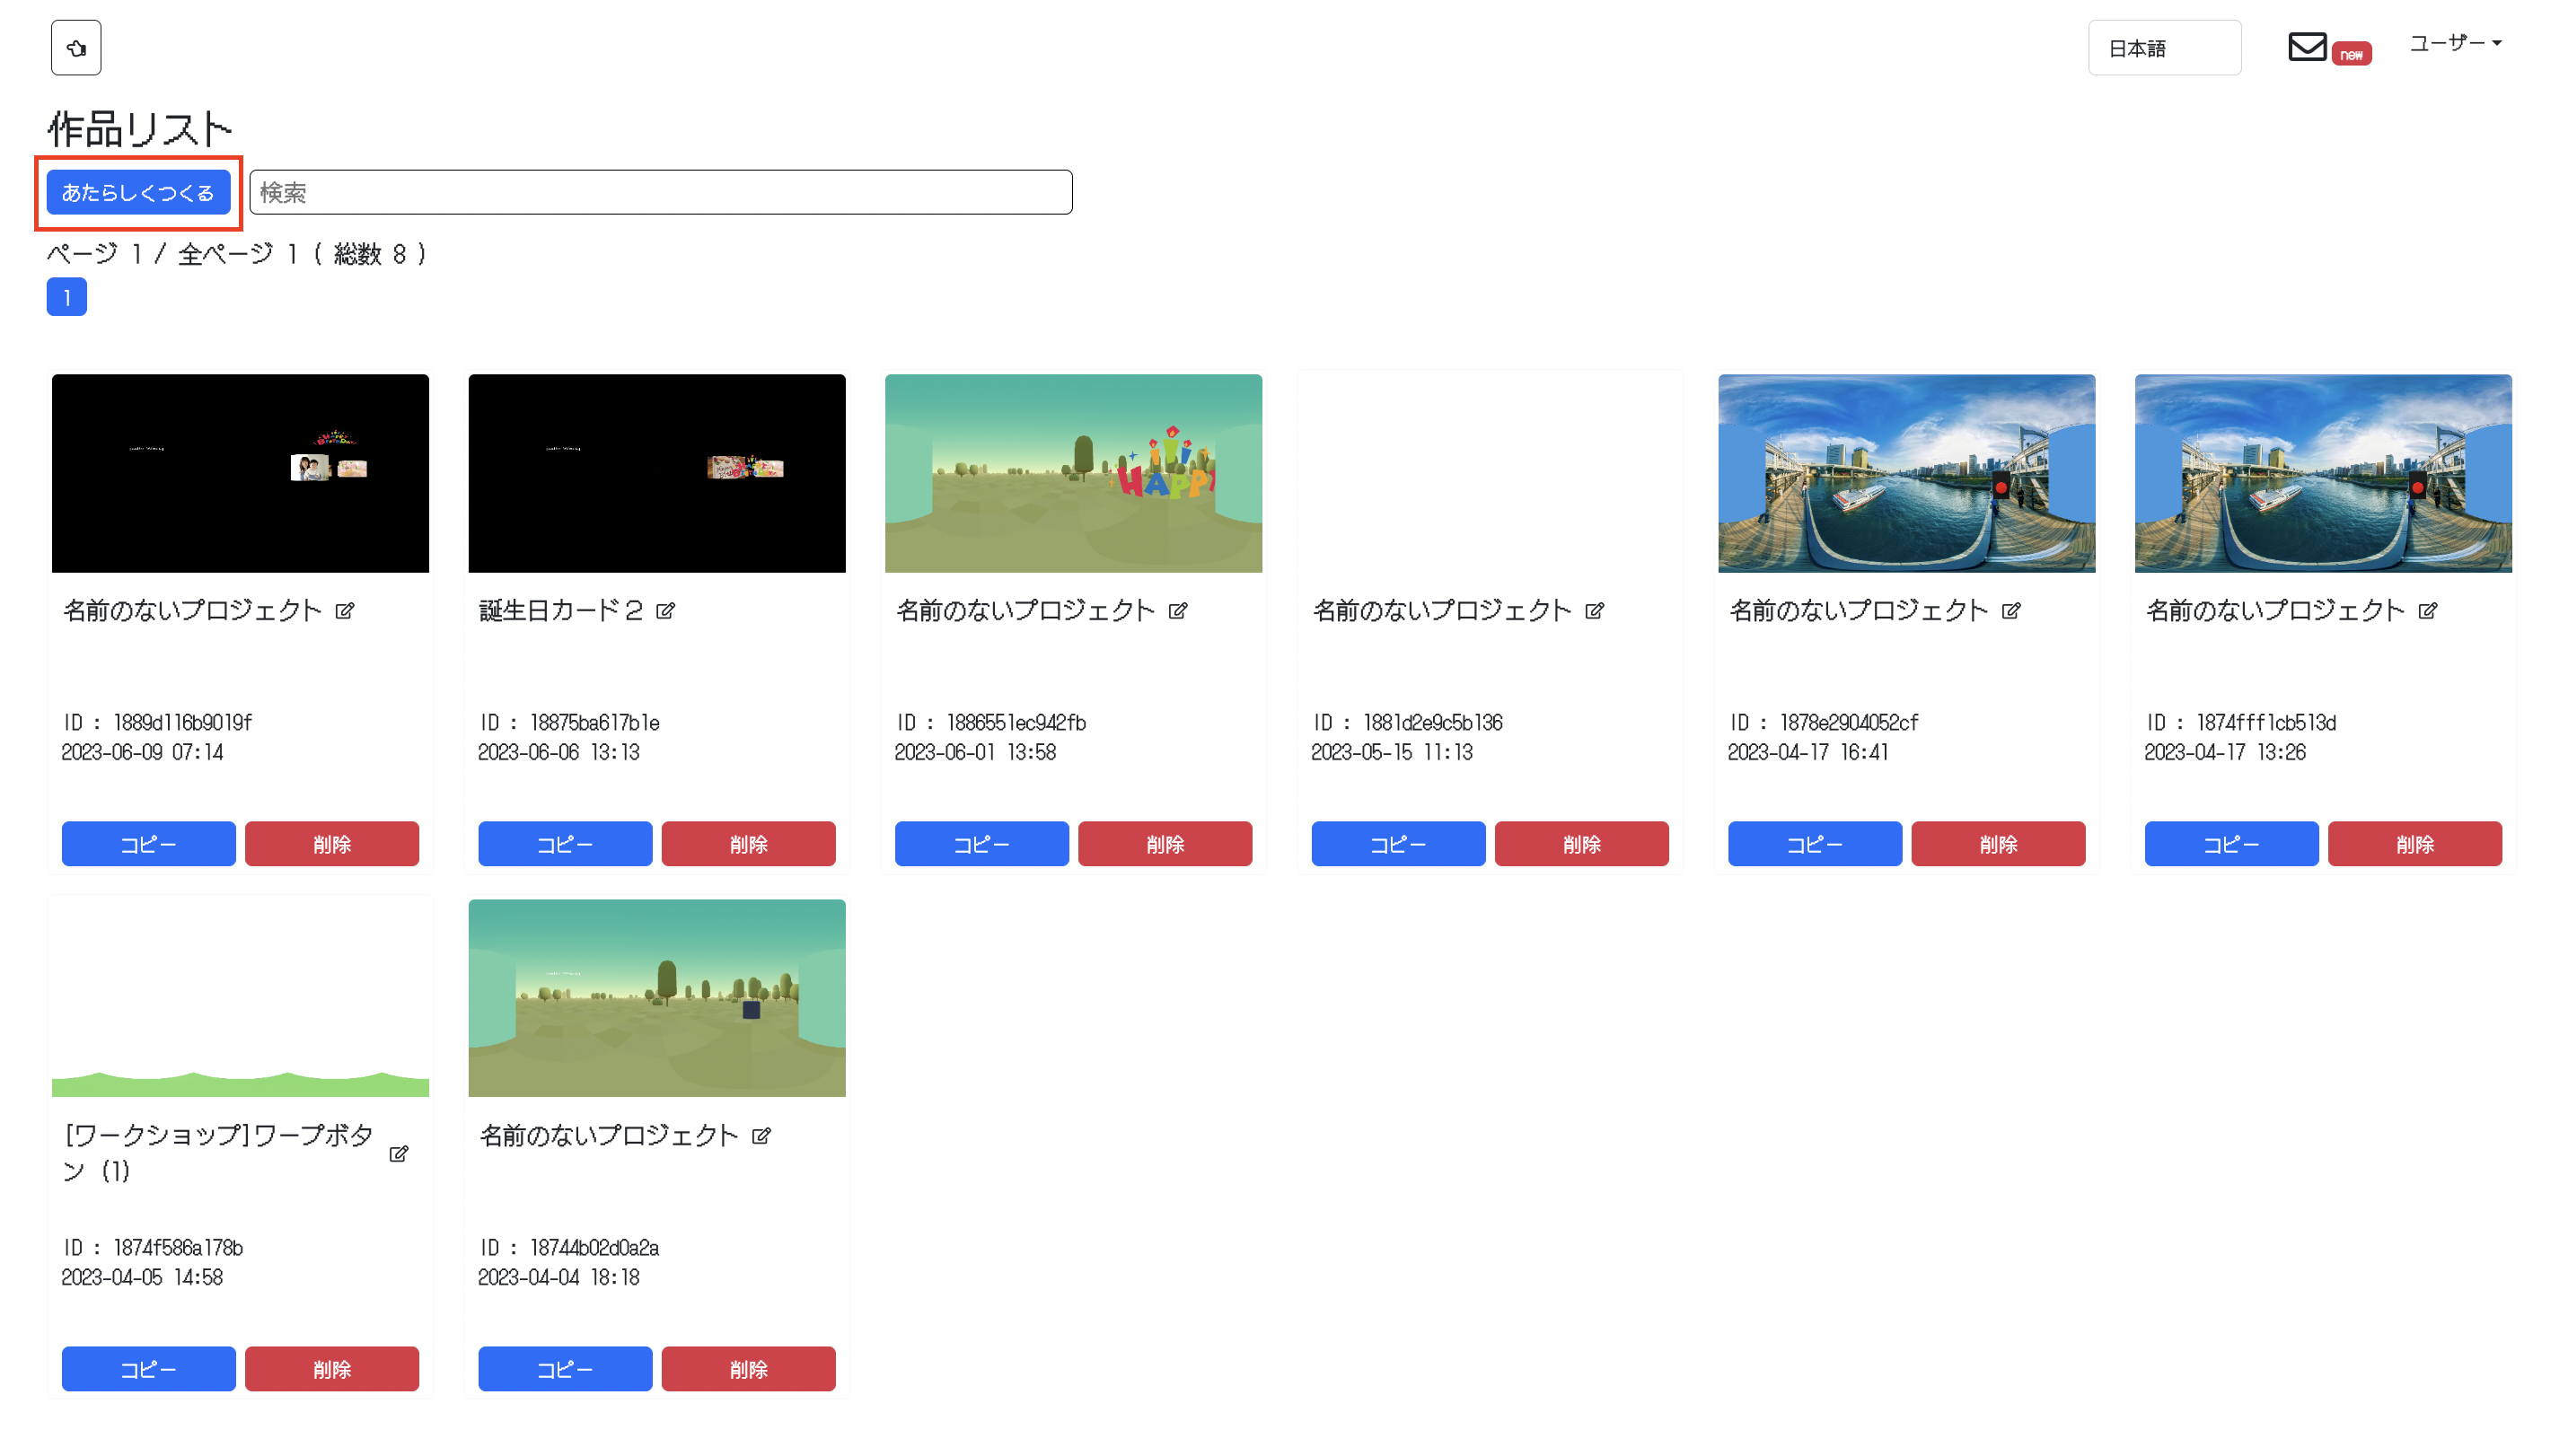 日本語
new
ユーザー
作品リスト
あたらしくつくる
検索
ページ 1 / 全ページ 1 ( 総数 8 )
1
HAPPY
名前のないプロジェクト
ID : 1889d116b9019f
2023-06-09 07:14
コピー
削除
誕生日カード２
ID : 18875ba617b1e
2023-06-06 13:13
コピー
削除
名前のないプロジェクト
ID : 1886551ec942fb
2023-06-01 13:58
コピー
削除
名前のないプロジェクト
ID : 1881d2e9c5b136
2023-05-15 11:13
コピー
削除
名前のないプロジェクト
ID : 1878e2904052cf
2023-04-17 16:41
コピー
削除
名前のないプロジェクト
ID : 1874fff1cb513d
2023-04-17 13:26
コピー
削除
[ワークショップ]ワープボタ
ン (1)
ID : 1874f586a178b
2023-04-05 14:58
コピー
削除
名前のないプロジェクト
ID : 18744b02d0a2a
2023-04-04 18:18
コピー
削除